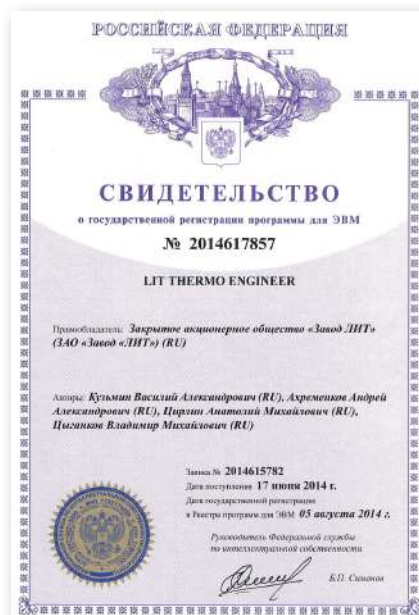 РОССИЙСКАЯ ФЕДЕРАЦИЯ
СВИДЕТЕЛЬСТВО
о государственной регистрации программы для ЭВМ
№ 2014617857
LIT THERMO ENGINEER
Правообладатель: Закрытое акционерное общество «Завод ЛИТ»
(ЗАО «Завод «ЛИТ») (RU)
Авторы: Кузьмин Василий Александрович (RU), Ахременков Андрей
Александрович (RU), Цирлин Анатолий Михайлович (RU),
Цыганков Владимир Михайлович (RU)
Заявка № 2014615782
Дата поступления 17 июня 2014 г.
Дата государственной регистрации
в Реестре программ для ЭВМ 05 августа 2014 г.
Руководитель Федеральной службы
по интеллектуальной собственности
Б.П. Симонов